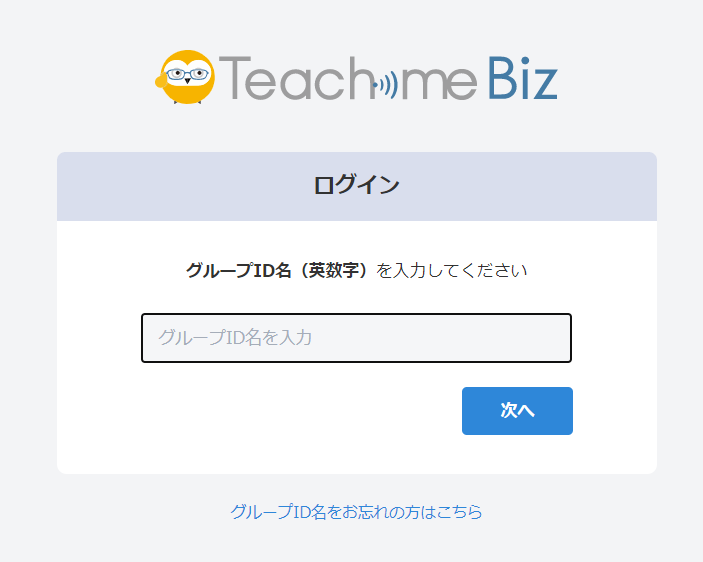 Teachme Biz
ログイン
グループID名（英数字）を入力してください
グループID名を入力
次へ
グループID名をお忘れの方はこちら